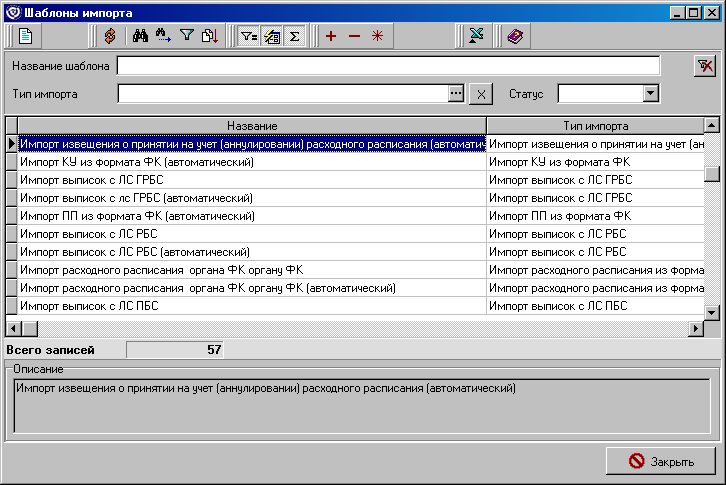 Шаблоны импорта
Название шаблона
Тип импорта ... X Статус
Название Тип импорта
Импорт извещения о принятии на учет (аннулировании) расходного расписания (автоматич Импорт извещения о принятии на учет (ан
Импорт КУ из формата ФК (автоматический) Импорт КУ из формата ФК
Импорт выписок с ЛС ГРБС Импорт выписок с ЛС ГРБС
Импорт выписок с лс ГРБС (автоматический) Импорт выписок с ЛС ГРБС
Импорт ПП из формата ФК (автоматический) Импорт ПП из формата ФК
Импорт выписок с ЛС РБС Импорт выписок с ЛС РБС
Импорт выписок с ЛС РБС (автоматический) Импорт выписок с ЛС РБС
Импорт расходного расписания органа ФК органу ФК Импорт расходного расписания из форма
Импорт расходного расписания органа ФК органу ФК (автоматический) Импорт расходного расписания из форма
Импорт выписок с ЛС ПБС Импорт выписок с ЛС ПБС
Всего записей 57
Описание
Импорт извещения о принятии на учет (аннулировании) расходного расписания (автоматический)
Закрыть